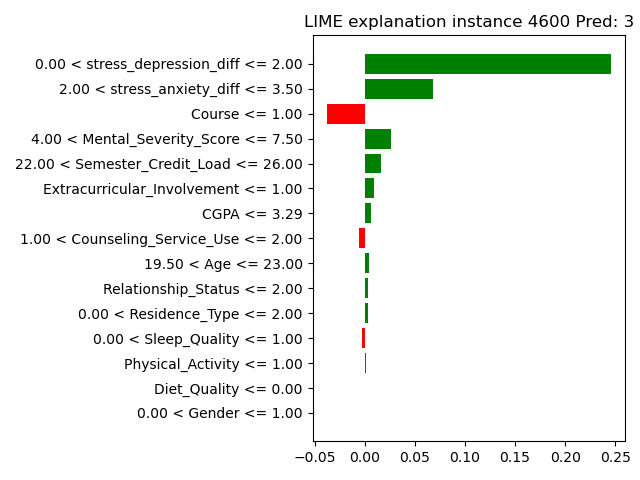 LIME explanation instance 4600 Pred: 3
0.00 < stress_depression_diff <= 2.00
2.00 < stress_anxiety_diff <= 3.50
Course <= 1.00
4.00 < Mental_Severity_Score <= 7.50
22.00 < Semester_Credit_Load <= 26.00
Extracurricular_Involvement <= 1.00
CGPA <= 3.29
1.00 < Counseling_Service_Use <= 2.00
19.50 < Age <= 23.00
Relationship_Status <= 2.00
0.00 < Residence_Type <= 2.00
0.00 < Sleep_Quality <= 1.00
Physical_Activity <= 1.00
Diet_Quality <= 0.00
0.00 < Gender <= 1.00
−0.05 0.00 0.05 0.10 0.15 0.20 0.25